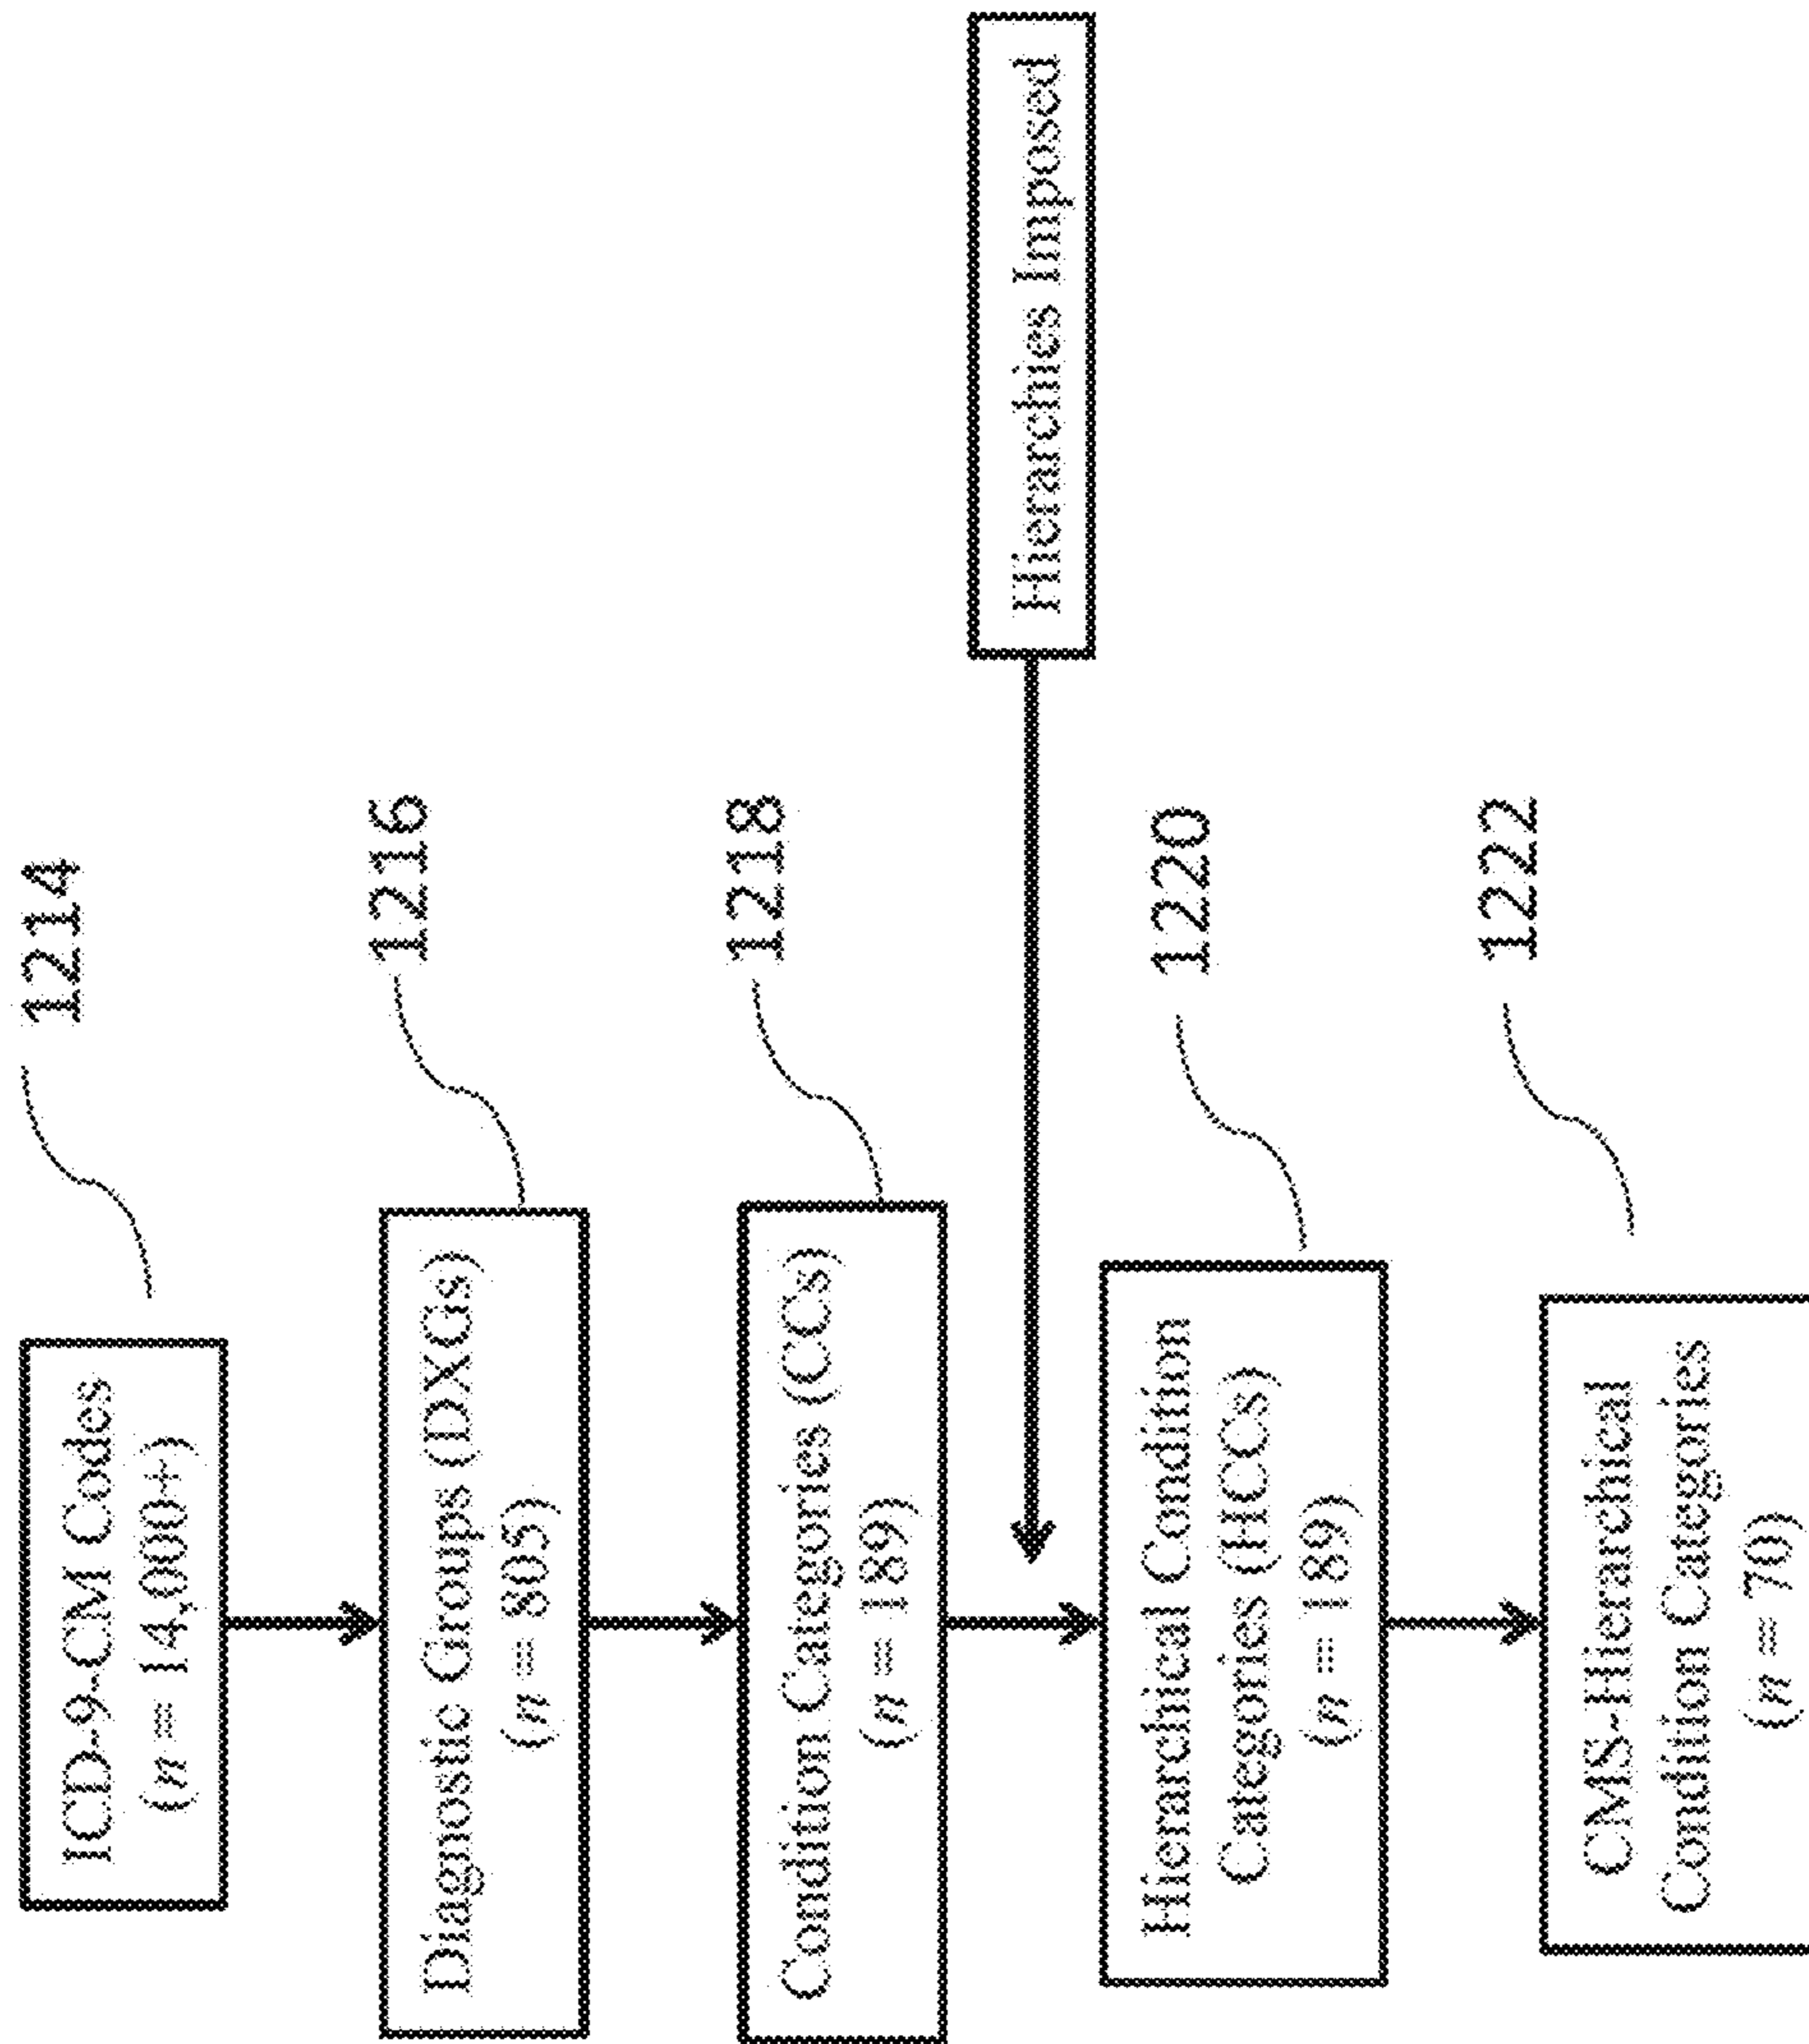 1214
ICD-9-CM Codes
(n = 14,000+)
1216
Diagnostic Groups (DXGs)
(n = 805)
1218
Condition Categories (CCs)
(n = 189)
Hierarchies Imposed
1220
Hierarchical Condition
Categories (HCCs)
(n = 189)
1222
CMS-Hierarchical
Condition Categories
(n = 70)